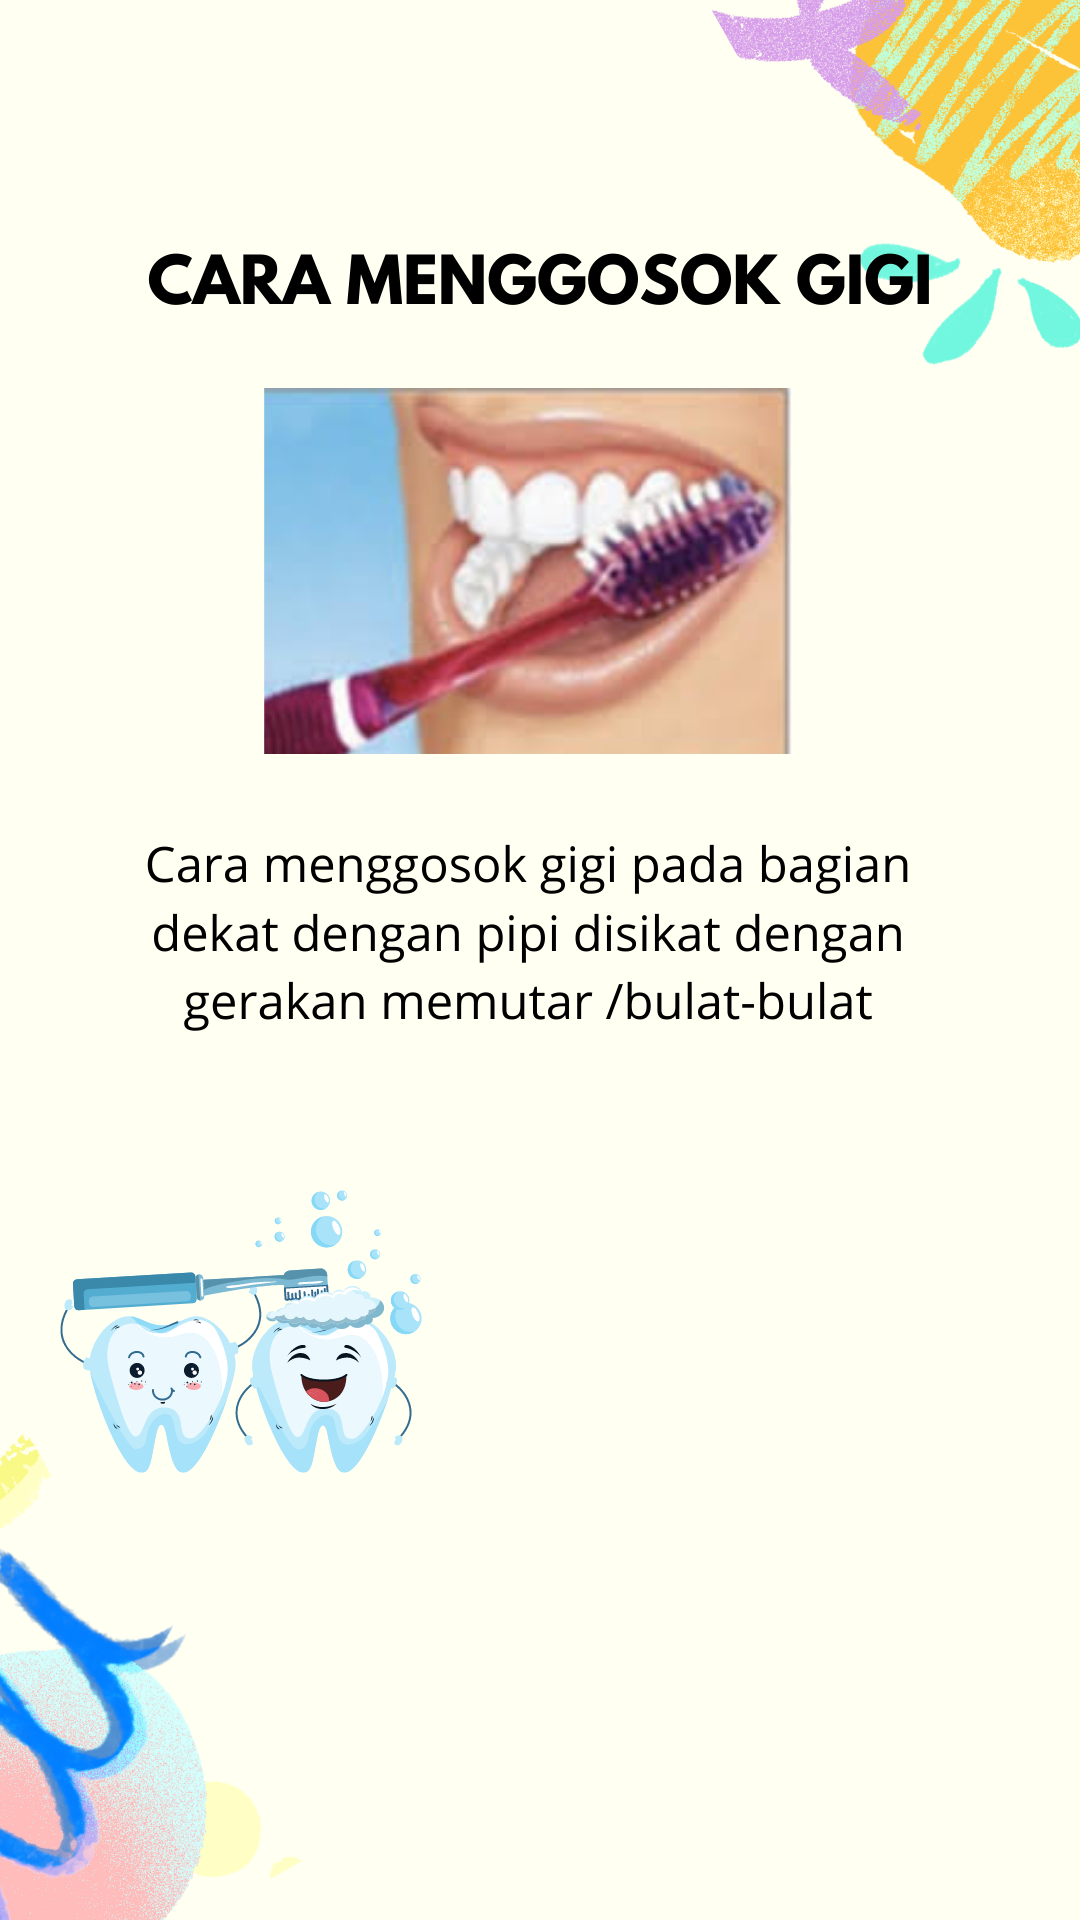 CARA MENGGOSOK GIGI
Cara menggosok gigi pada bagian
dekat dengan pipi disikat dengan
gerakan memutar /bulat-bulat